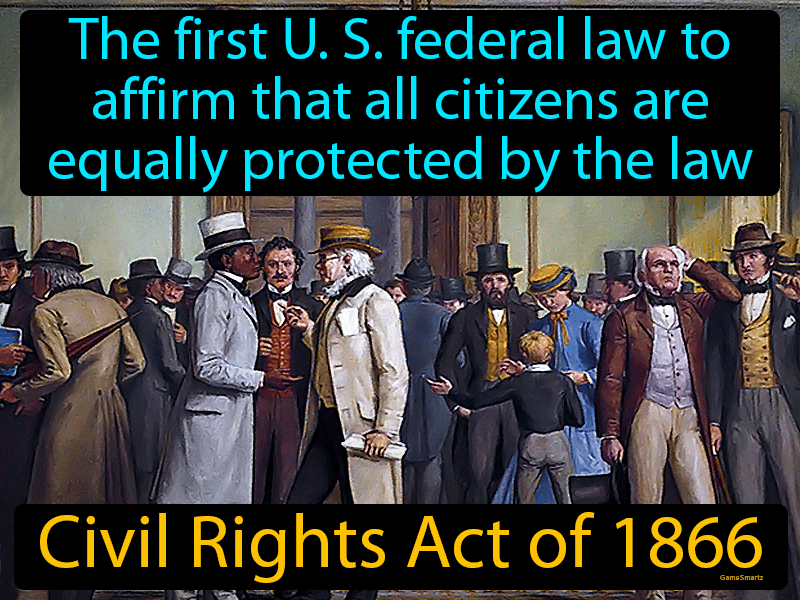 The first U. S. federal law to
affirm that all citizens are
equally protected by the law
Civil Rights Act of 1866
GameSmartz